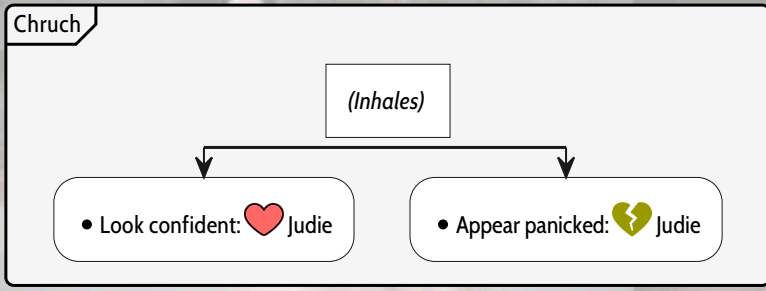 Chruch
(Inhales)
• Look confident: Judie
• Appear panicked: Judie